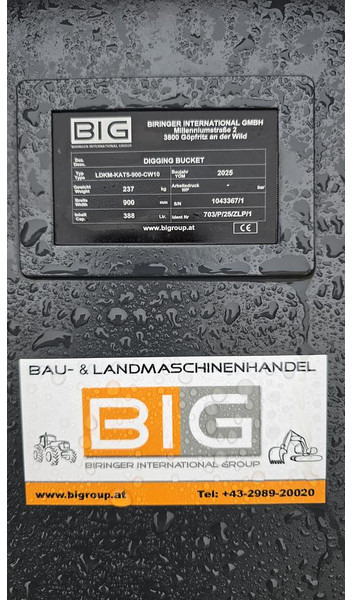 BIG
BIRINGER INTERNATIONAL GROUP
BIRINGER INTERNATIONAL GMBH
Millenniumstraße 2
3800 Göpfritz an der Wild
Bez. Desc. DIGGING BUCKET
Typ Type LDKM-KAT5-900-CW10 Baujahr YOM 2025
Gewicht Weight 237 kg Arbeitsdruck WP - bar
Breite Width 900 mm S/N 1043367/1
Inhalt Cap. 388 Ltr. Ident Nr 703/P/25/ZLP/1
www.bigroup.at CE
BAU- & LANDMASCHINENHANDEL
BIG
BIRINGER INTERNATIONAL GROUP
www.bigroup.at Tel: +43-2989-20020